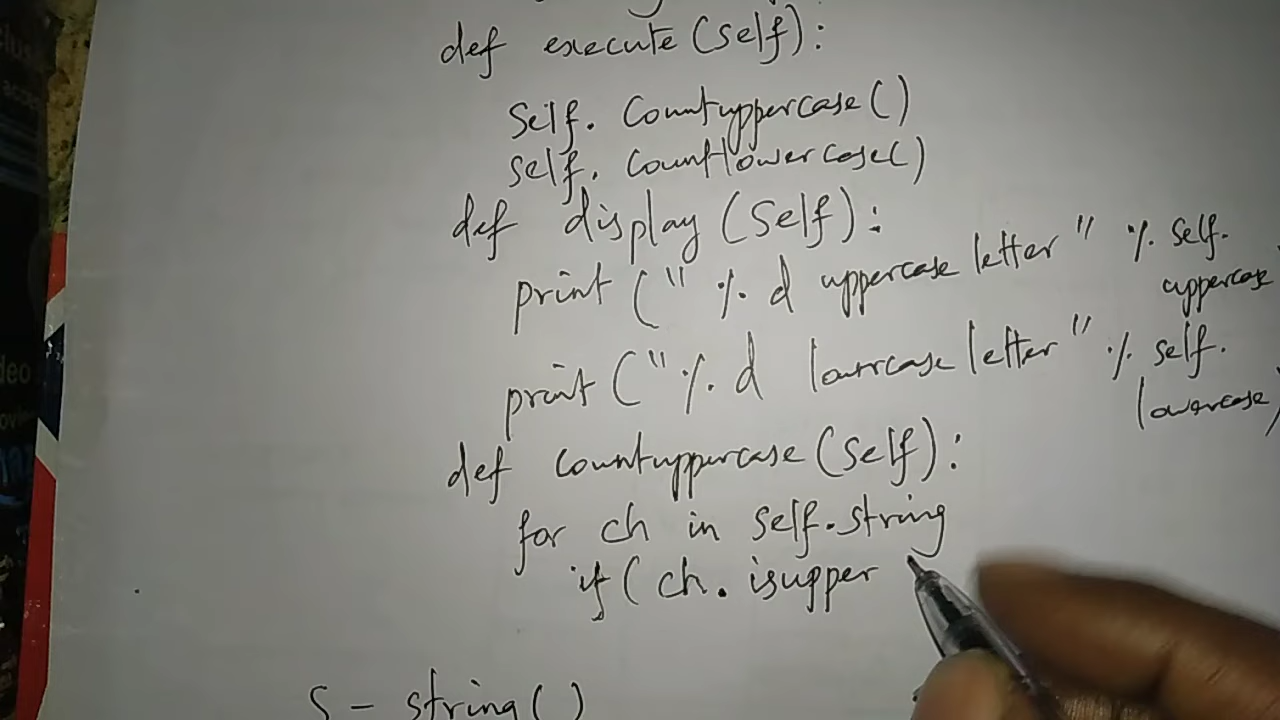 def execute (self):
Self. Countuppercase()
self. Countlowercase()
def display (Self):
print (" % d uppercase letter" % self.
uppercase
print (" % d lowercase letter" % self.
lowercase)
def countuppercase (self):
for ch in self.string
if ( ch. isupper
S - string()